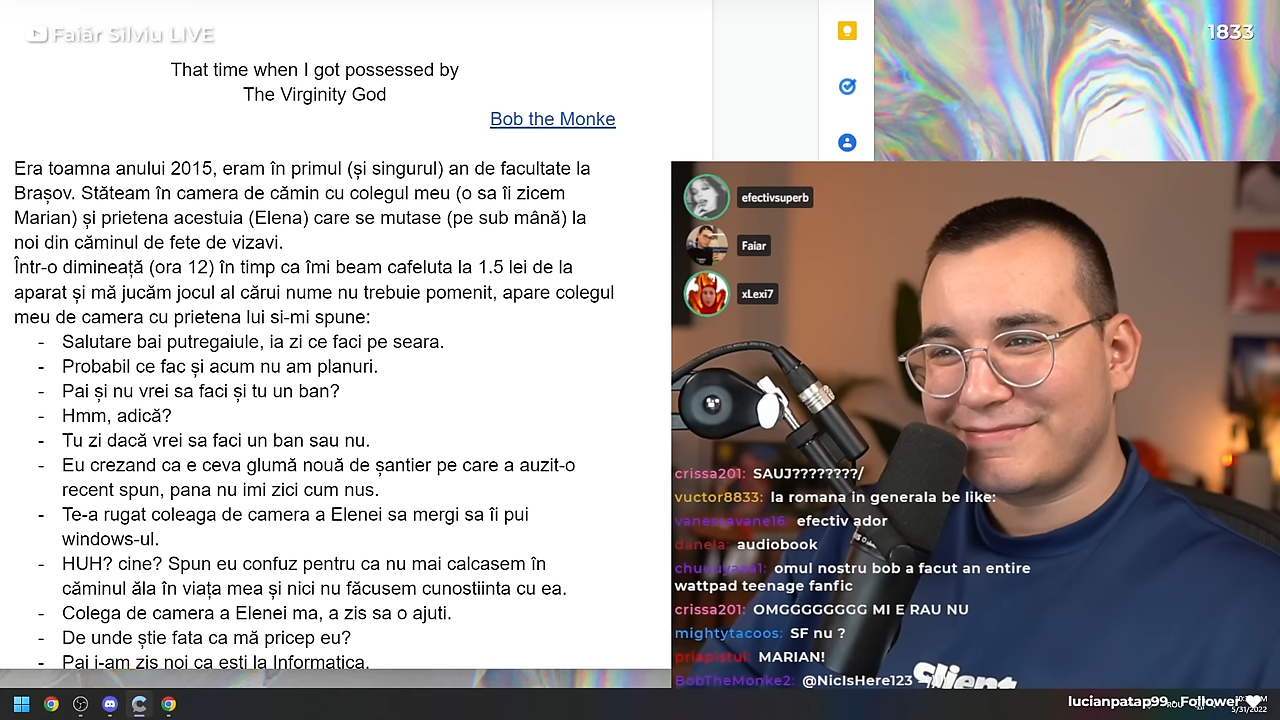 Faiăr Silviu LIVE
1833
That time when I got possessed by
The Virginity God
Bob the Monke
Era toamna anului 2015, eram în primul (și singurul) an de facultate la
Brașov. Stăteam în camera de cămin cu colegul meu (o sa îi zicem
Marian) și prietena acestuia (Elena) care se mutase (pe sub mână) la
noi din căminul de fete de vizavi.
Într-o dimineață (ora 12) în timp ca îmi beam cafeluta la 1.5 lei de la
aparat și mă jucăm jocul al cărui nume nu trebuie pomenit, apare colegul
meu de camera cu prietena lui si-mi spune:
- Salutare bai putregaiule, ia zi ce faci pe seara.
- Probabil ce fac și acum nu am planuri.
- Pai și nu vrei sa faci și tu un ban?
- Hmm, adică?
- Tu zi dacă vrei sa faci un ban sau nu.
- Eu crezand ca e ceva glumă nouă de șantier pe care a auzit-o
recent spun, pana nu imi zici cum nus.
- Te-a rugat coleaga de camera a Elenei sa mergi sa îi pui
windows-ul.
- HUH? cine? Spun eu confuz pentru ca nu mai calcasem în
căminul ăla în viața mea și nici nu făcusem cunostiinta cu ea.
- Colega de camera a Elenei ma, a zis sa o ajuti.
- De unde știe fata ca mă pricep eu?
- Pai i-am zis noi ca ești la Informatica.
efectivsuperb
Faiar
xLexi7
crissa201: SAUJ????????/
vuctor8833: la romana in generala be like:
vanessavane16: efectiv ador
danela: audiobook
omul nostru bob a facut an entire
wattpad teenage fanfic
crissa201: OMGGGGGGGG MI E RAU NU
mightytacoos: SF nu ?
priapistul: MARIAN!
BobTheMonke2: @NicIsHere123
client
lucianpatap99 - Follower
ROU
5/31/2022